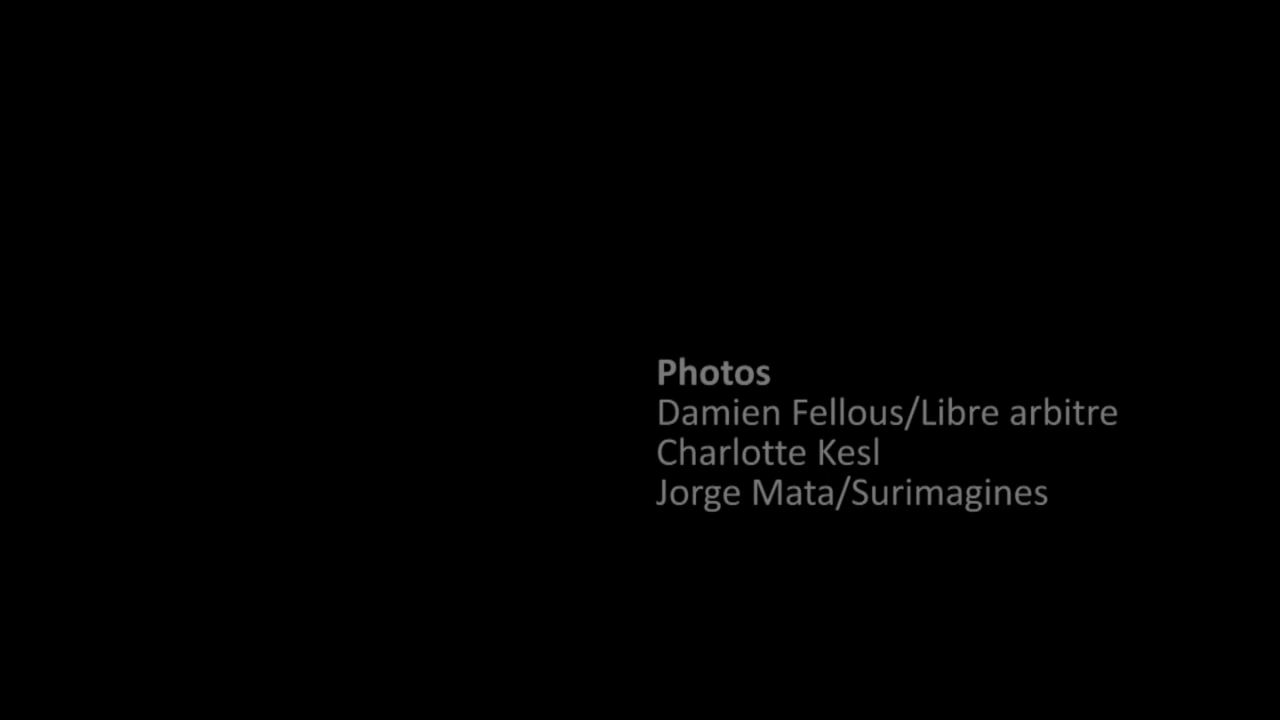 Photos
Damien Fellous/Libre arbitre
Charlotte Kesl
Jorge Mata/Surimagines